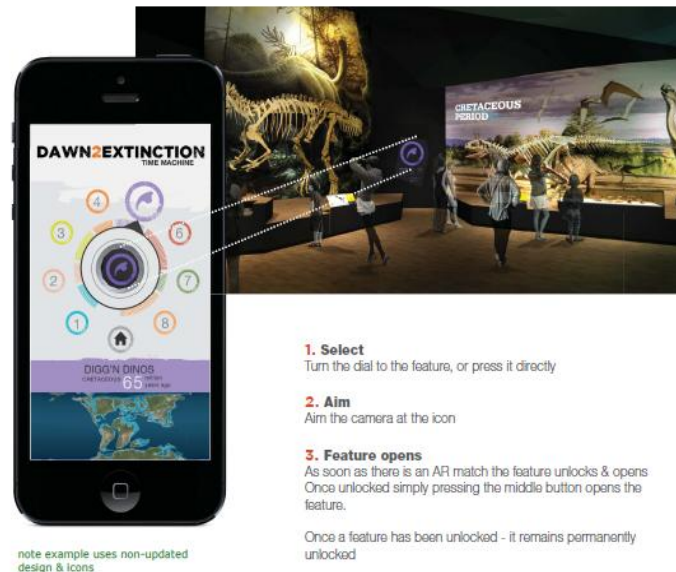 DAWN2EXTINCTION
TIME MACHINE
4
3
6
2
7
1
8
DIGG'N DINOS
CRETACEOUS 65 million
years ago
CRETACEOUS
PERIOD
1. Select
Turn the dial to the feature, or press it directly
2. Aim
Aim the camera at the icon
3. Feature opens
As soon as there is an AR match the feature unlocks & opens
Once unlocked simply pressing the middle button opens the
feature.
Once a feature has been unlocked - it remains permanently
unlocked
note example uses non-updated
design & icons